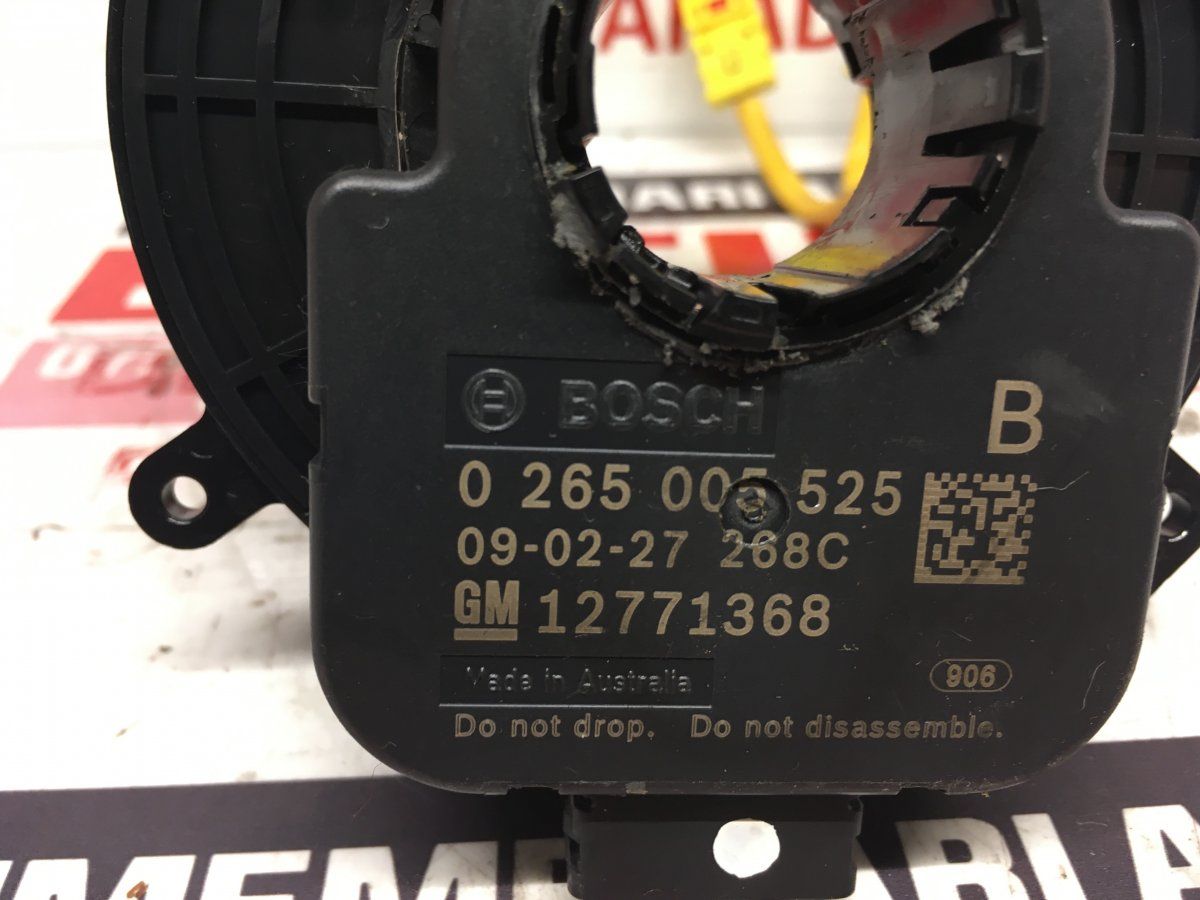 BOSCH
B
0 265 005 525
09-02-27 268C
GM 12771368
Made in Australia
906
Do not drop. Do not disassemble.